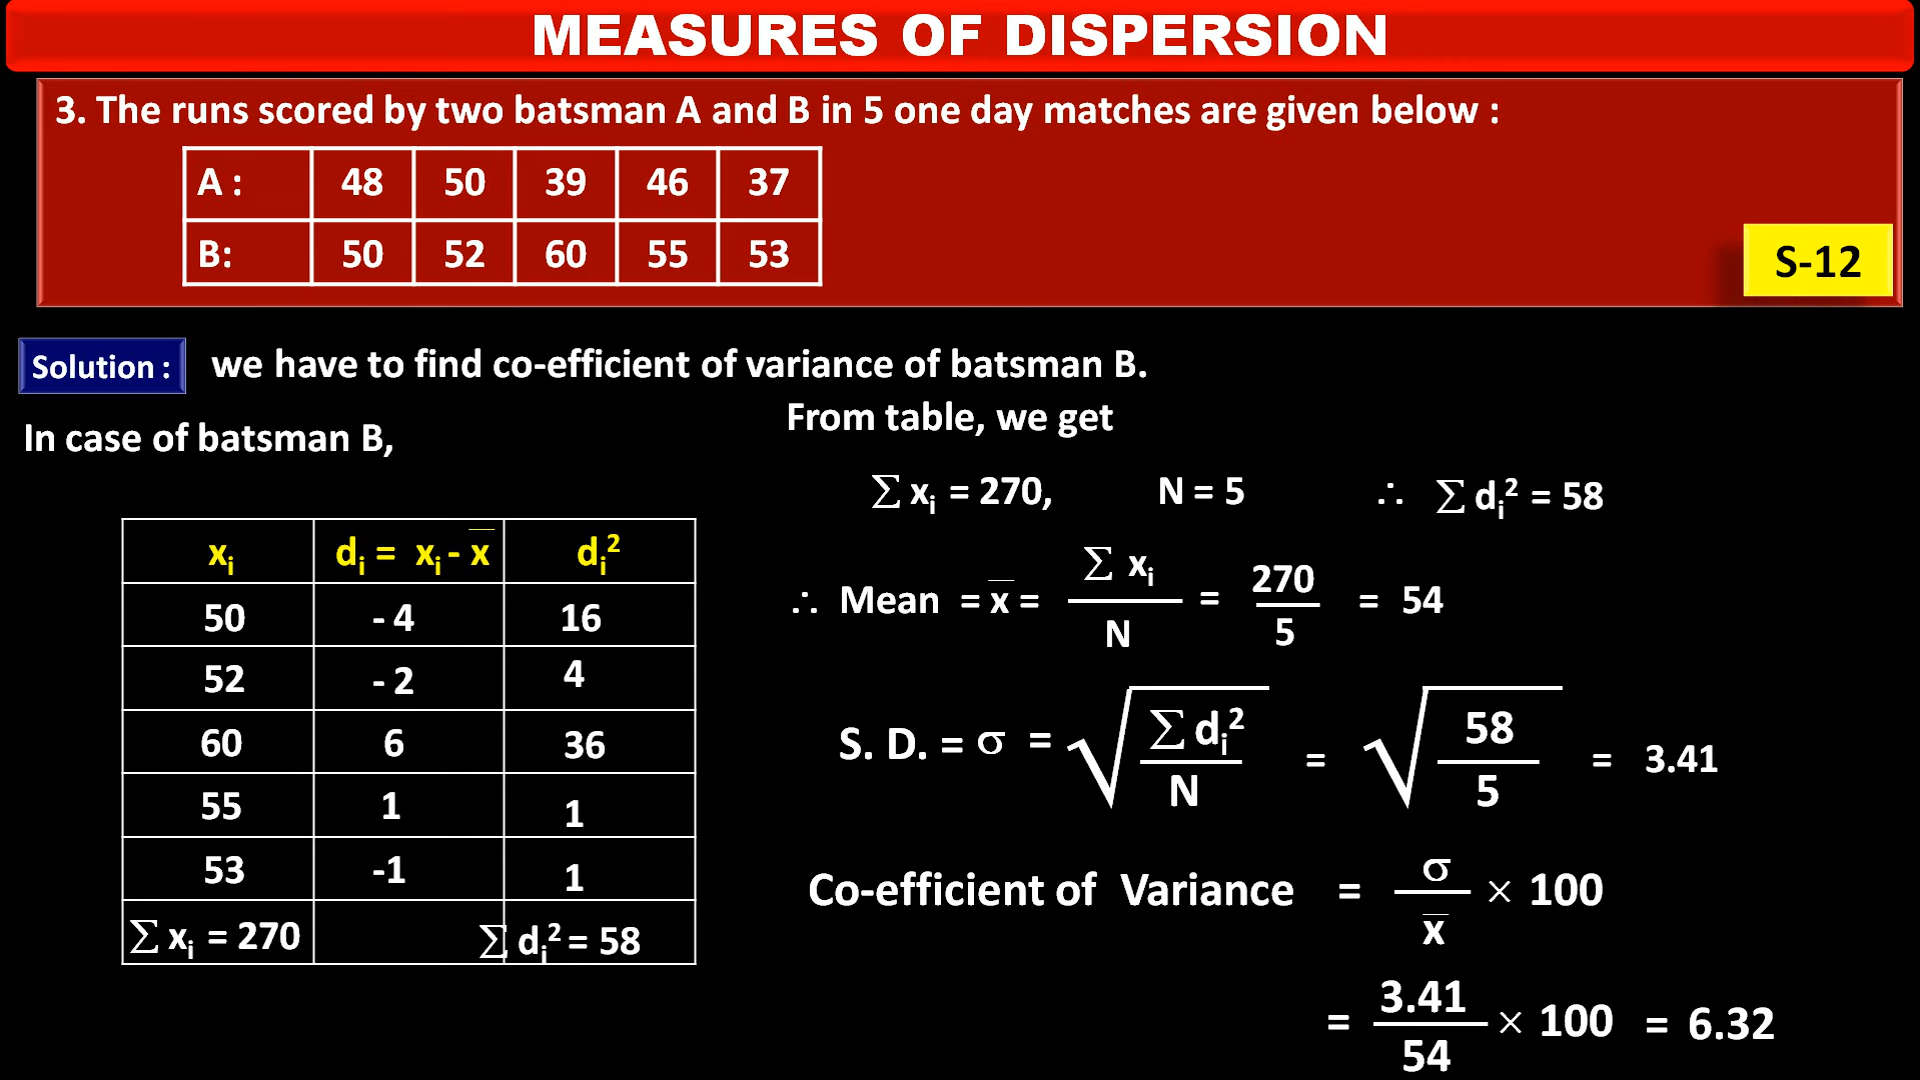 MEASURES OF DISPERSION
3. The runs scored by two batsman A and B in 5 one day matches are given below :
A : 48 50 39 46 37
B: 50 52 60 55 53
S-12
Solution : we have to find co-efficient of variance of batsman B.
In case of batsman B,
xᵢ dᵢ = xᵢ - x̅ dᵢ²
50 - 4 16
52 - 2 4
60 6 36
55 1 1
53 -1 1
∑ xᵢ = 270 ∑ dᵢ² = 58
From table, we get
∑ xᵢ = 270, N = 5 ∴ ∑ dᵢ² = 58
∴ Mean = x̅ = ∑ xᵢ / N = 270 / 5 = 54
S. D. = σ = √(∑ dᵢ² / N) = √(58 / 5) = 3.41
Co-efficient of Variance = σ / x̅ × 100
= 3.41 / 54 × 100 = 6.32